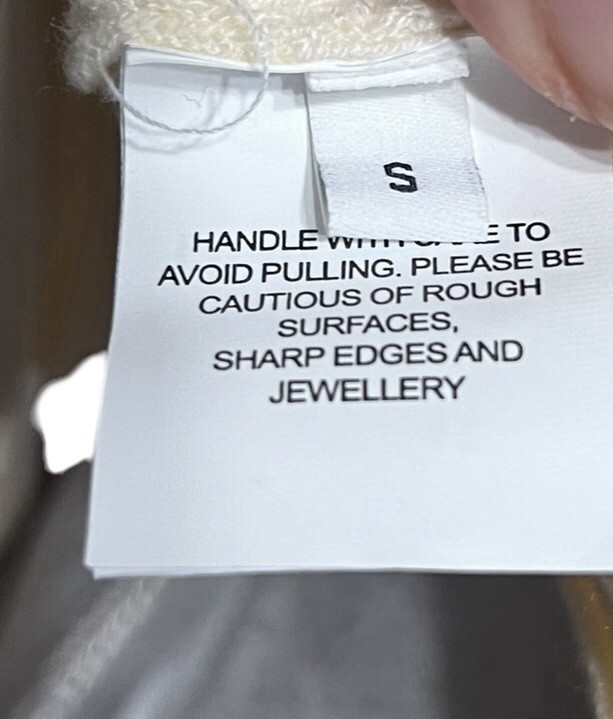 S
HANDLE TO
AVOID PULLING. PLEASE BE
CAUTIOUS OF ROUGH
SURFACES,
SHARP EDGES AND
JEWELLERY